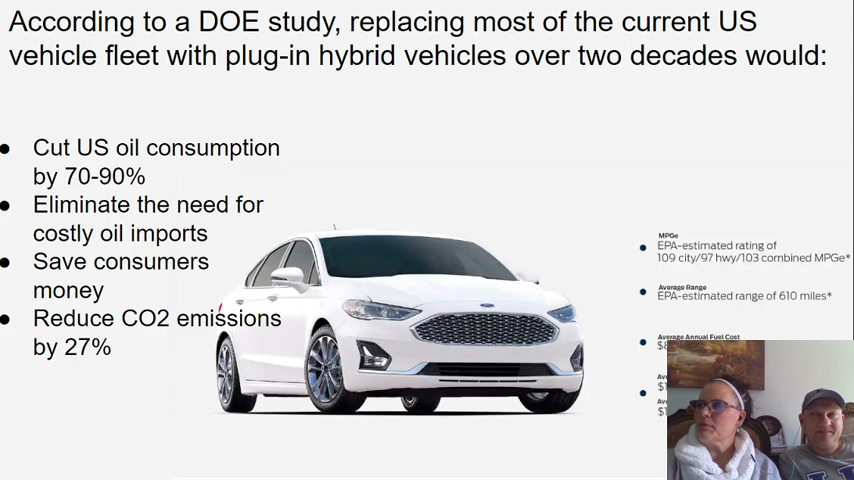 According to a DOE study, replacing most of the current US
vehicle fleet with plug-in hybrid vehicles over two decades would:
● Cut US oil consumption
by 70-90%
● Eliminate the need for
costly oil imports
● Save consumers
money
● Reduce CO2 emissions
by 27%
MPGe
EPA-estimated rating of
109 city/97 hwy/103 combined MPGe*
Average Range
EPA-estimated range of 610 miles*
Average Annual Fuel Cost